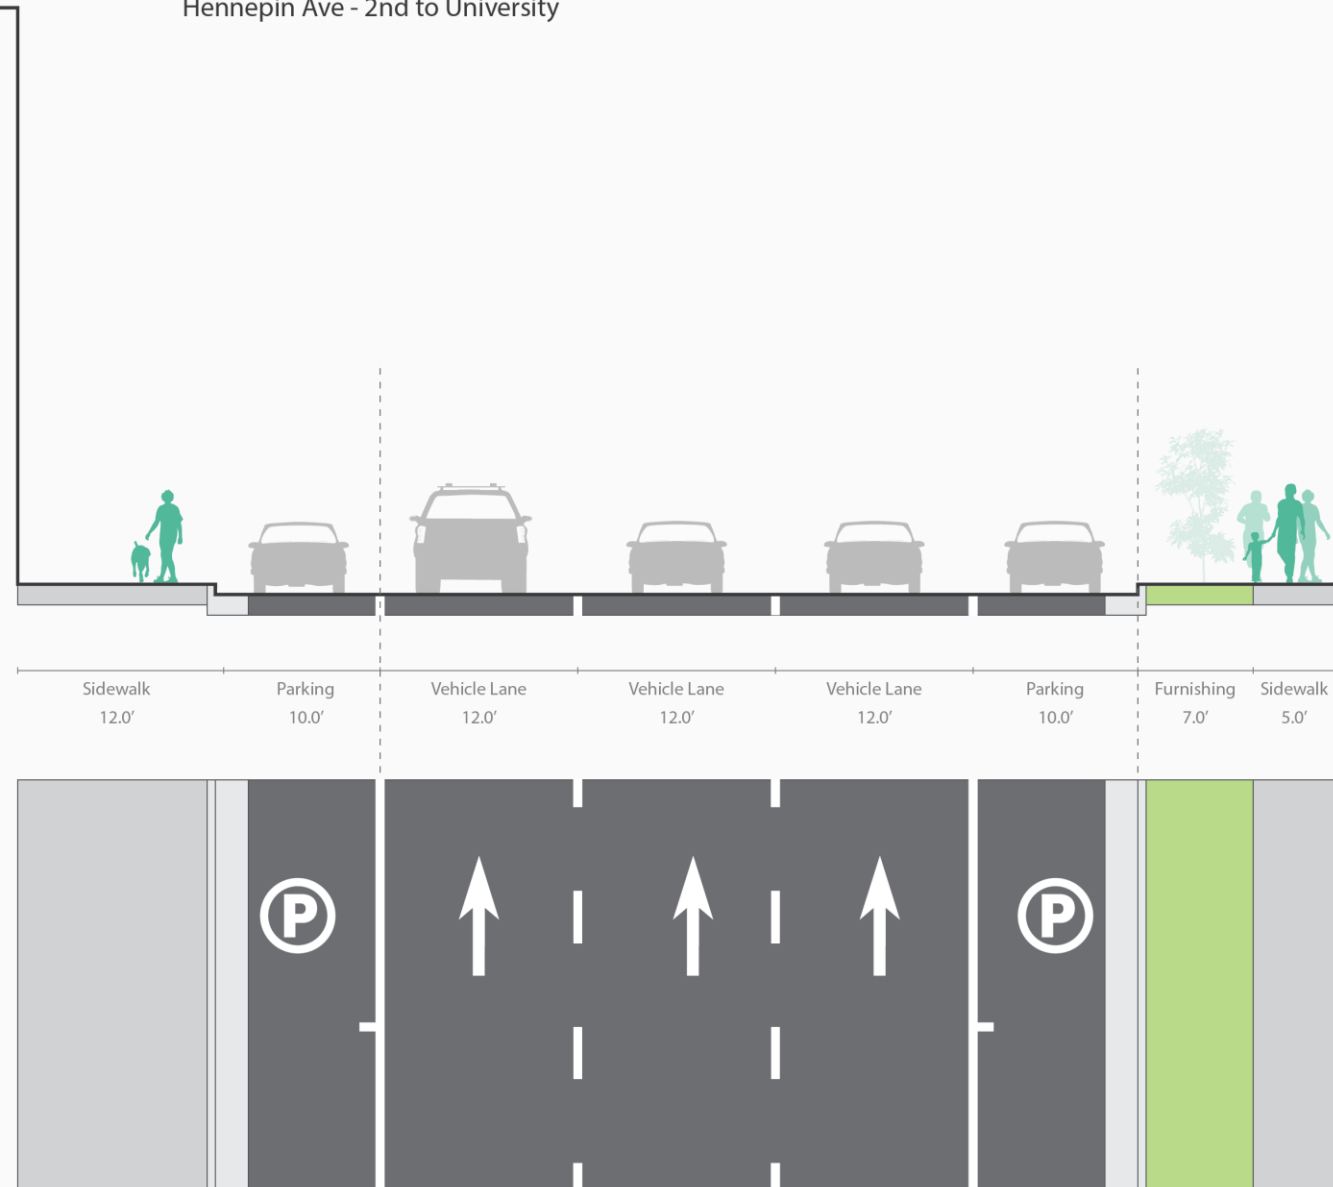 Hennepin Ave - 2nd to University
Sidewalk
12.0’
Parking
10.0’
Vehicle Lane
12.0’
Vehicle Lane
12.0’
Vehicle Lane
12.0’
Parking
10.0’
Furnishing
7.0’
Sidewalk
5.0’
P
P